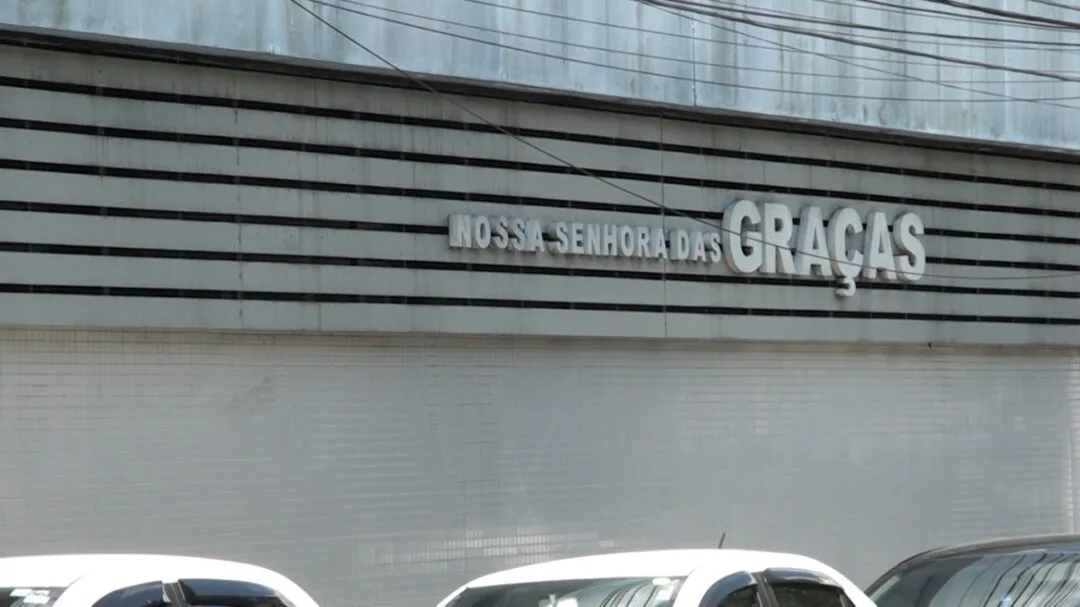 NOSSA SENHORA DAS GRAÇAS